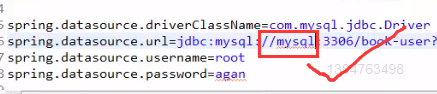 spring.datasource.driverClassName=com.mysql.jdbc.Driver
spring.datasource.url=jdbc:mysql://mysql:3306/book-user?
spring.datasource.username=root
spring.datasource.password=agan